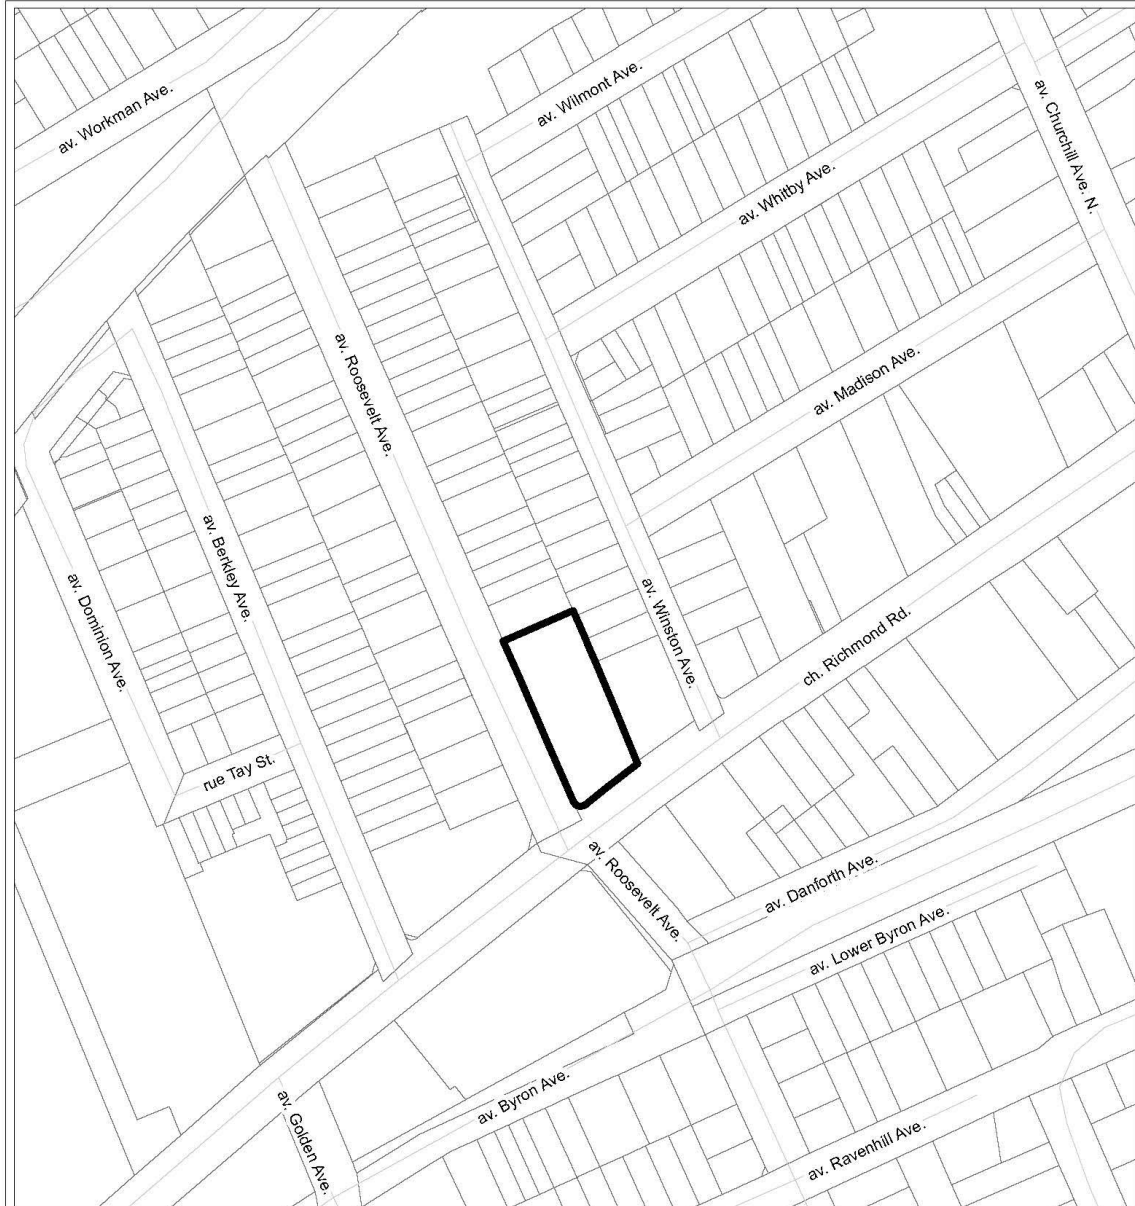 av. Workman Ave.
av. Wilmont Ave.
av. Churchill Ave. N.
av. Whitby Ave.
av. Roosevelt Ave.
av. Madison Ave.
av. Berkley Ave.
av. Dominion Ave.
av. Winston Ave.
ch. Richmond Rd.
rue Tay St.
av. Roosevelt Ave.
av. Danforth Ave.
av. Lower Byron Ave.
av. Byron Ave.
av. Golden Ave.
av. Ravenhill Ave.